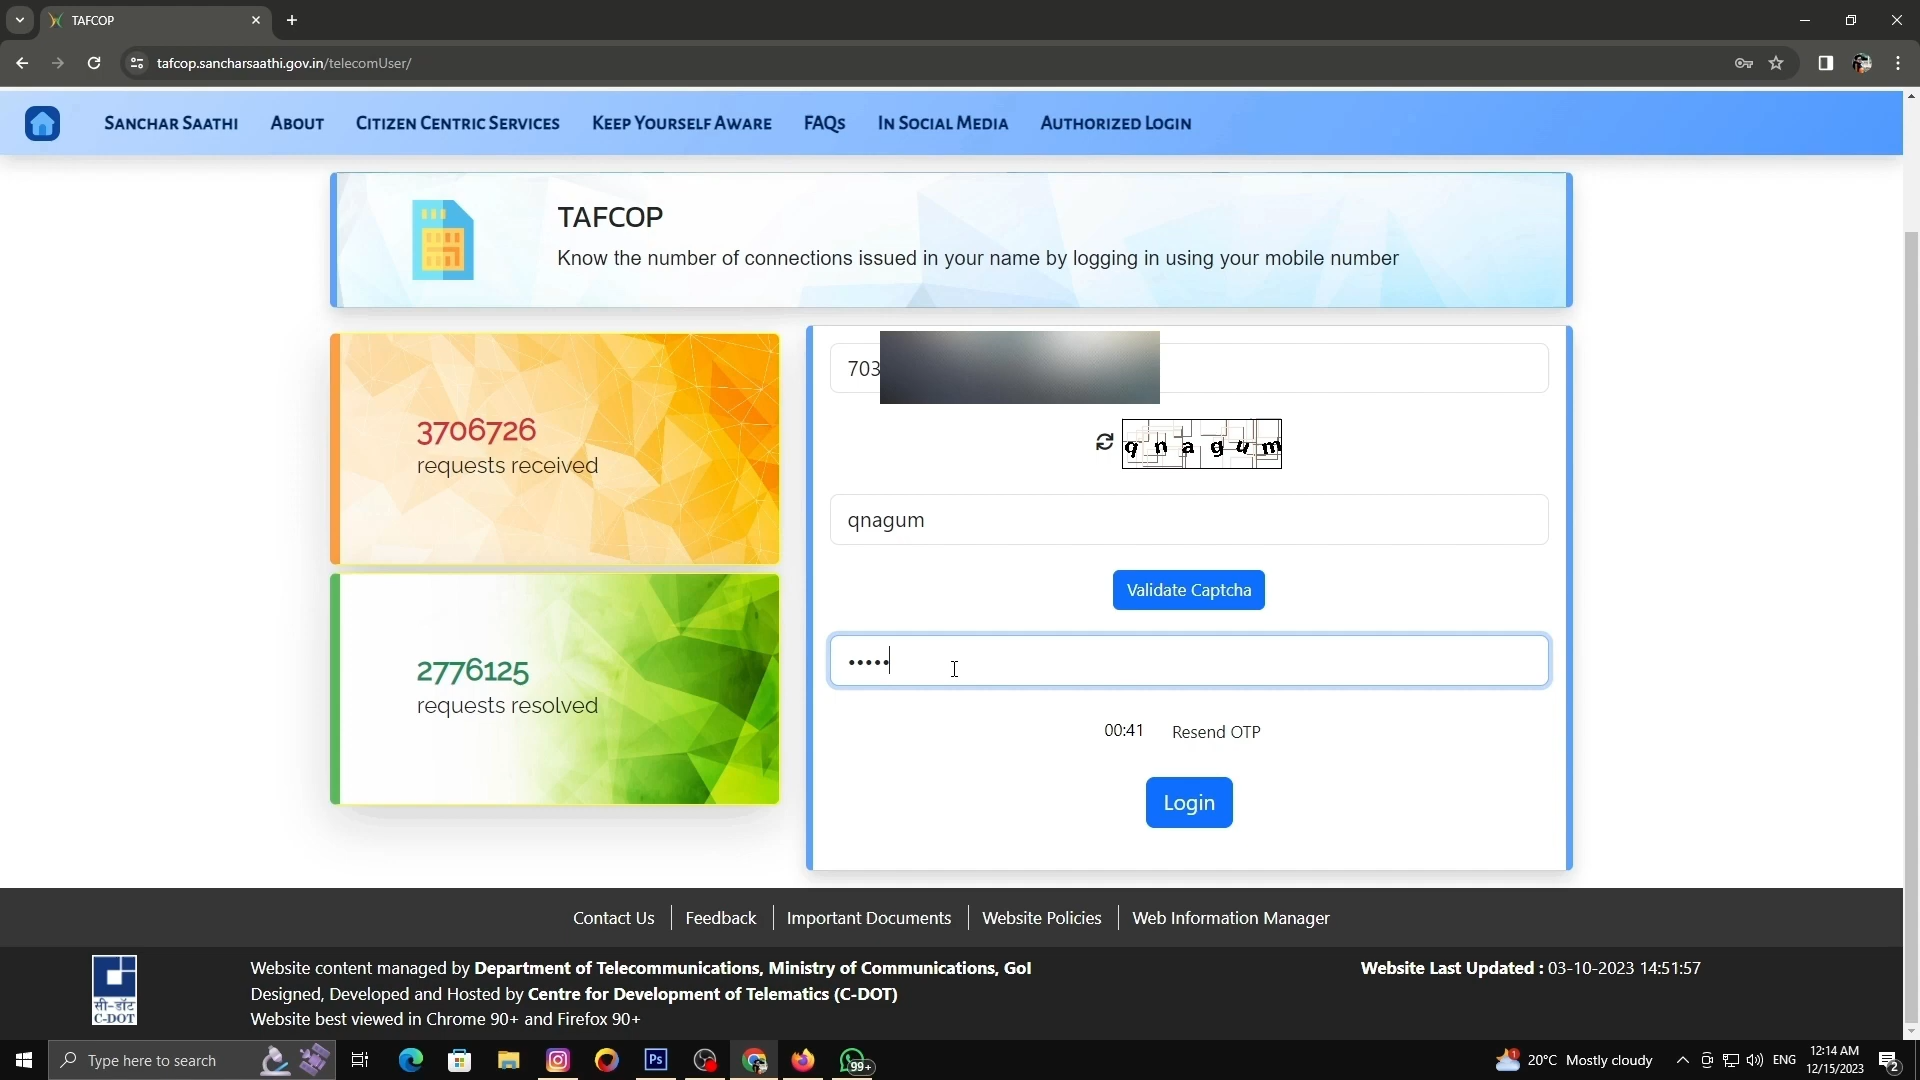 TAFCOP
tafcop.sancharsaathi.gov.in/telecomUser/
SANCHAR SAATHI ABOUT CITIZEN CENTRIC SERVICES KEEP YOURSELF AWARE FAQS IN SOCIAL MEDIA AUTHORIZED LOGIN
TAFCOP
Know the number of connections issued in your name by logging in using your mobile number
703
3706726
requests received
qnagum
qnagum
Validate Captcha
•••••
2776125
requests resolved
00:41 Resend OTP
Login
Contact Us Feedback Important Documents Website Policies Web Information Manager
सी-डॉट
C-DOT
Website content managed by Department of Telecommunications, Ministry of Communications, GoI
Designed, Developed and Hosted by Centre for Development of Telematics (C-DOT)
Website best viewed in Chrome 90+ and Firefox 90+
Website Last Updated : 03-10-2023 14:51:57
Type here to search
Ps
99+
1
20°C Mostly cloudy
ENG
12:14 AM
12/15/2023
2